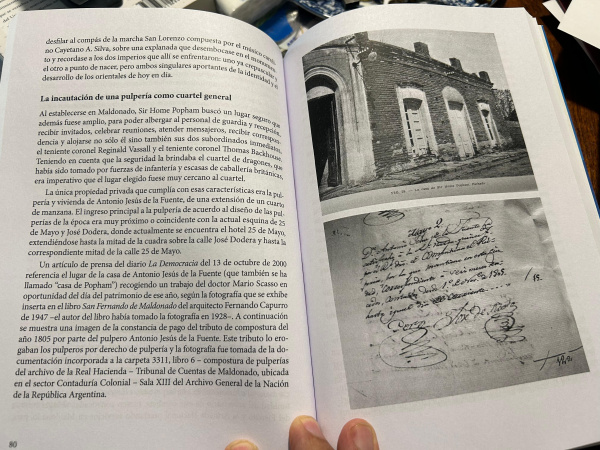 desfilar al compás de la marcha San Lorenzo compuesta por el músico
no Cayetano A. Silva, sobre una explanada que desembocase en el
y recordase a los dos imperios que allí se enfrentaron: uno ya
el otro a punto de nacer, pero ambos singulares aportantes de la identidad y
desarrollo de los orientales de hoy en día.
La incautación de una pulpería como cuartel general
Al establecerse en Maldonado, Sir Home Popham buscó un lugar seguro que
además fuese amplio, para poder albergar al personal de guardia y recepción,
recibir invitados, celebrar reuniones, atender mensajeros, recibir correspon-
dencia y alojarse no sólo él sino también sus dos subordinados inmediatos,
el teniente coronel Reginald Vassall y el teniente coronel Thomas Backhouse.
Teniendo en cuenta que la seguridad la brindaba el cuartel de dragones, que
había sido tomado por fuerzas de infantería y escasas de caballería británicas,
era imperativo que el lugar elegido fuese muy cercano al cuartel.
La única propiedad privada que cumplía con esas características era la pul-
pería y vivienda de Antonio Jesús de la Fuente, de una extensión de un cuarto
de manzana. El ingreso principal a la pulpería de acuerdo al diseño de las pul-
perías de la época era muy próximo o coincidente con la actual esquina de 25
de Mayo y José Dodera, donde actualmente se encuentra el hotel 25 de Mayo,
extendiéndose hasta la mitad de la cuadra sobre la calle José Dodera y hasta la
correspondiente mitad de la calle 25 de Mayo.
Un artículo de prensa del diario La Democracia del 13 de octubre de 2000
referencia el lugar de la casa de Antonio Jesús de la Fuente (que también se ha
llamado “casa de Popham”) recogiendo un trabajo del doctor Mario Scasso en
oportunidad del día del patrimonio de ese año, según la fotografía que se exhibe
inserta en el libro San Fernando de Maldonado del arquitecto Fernando Capurro
de 1947 –el autor del libro había tomado la fotografía en 1928–. A continuación
se muestra una imagen de la constancia de pago del tributo de compostura del
año 1805 por parte del pulpero Antonio Jesús de la Fuente. Este tributo lo ero-
gaban los pulperos por derecho de pulpería y la fotografía fue tomada de la do-
cumentación incorporada a la carpeta 3311, libro 6 – compostura de pulperías
del archivo de la Real Hacienda – Tribunal de Cuentas de Maldonado, ubicada
en el sector Contaduría Colonial – Sala XIII del Archivo General de la Nación
de la República Argentina.
80
La casa de Sir Home Popham